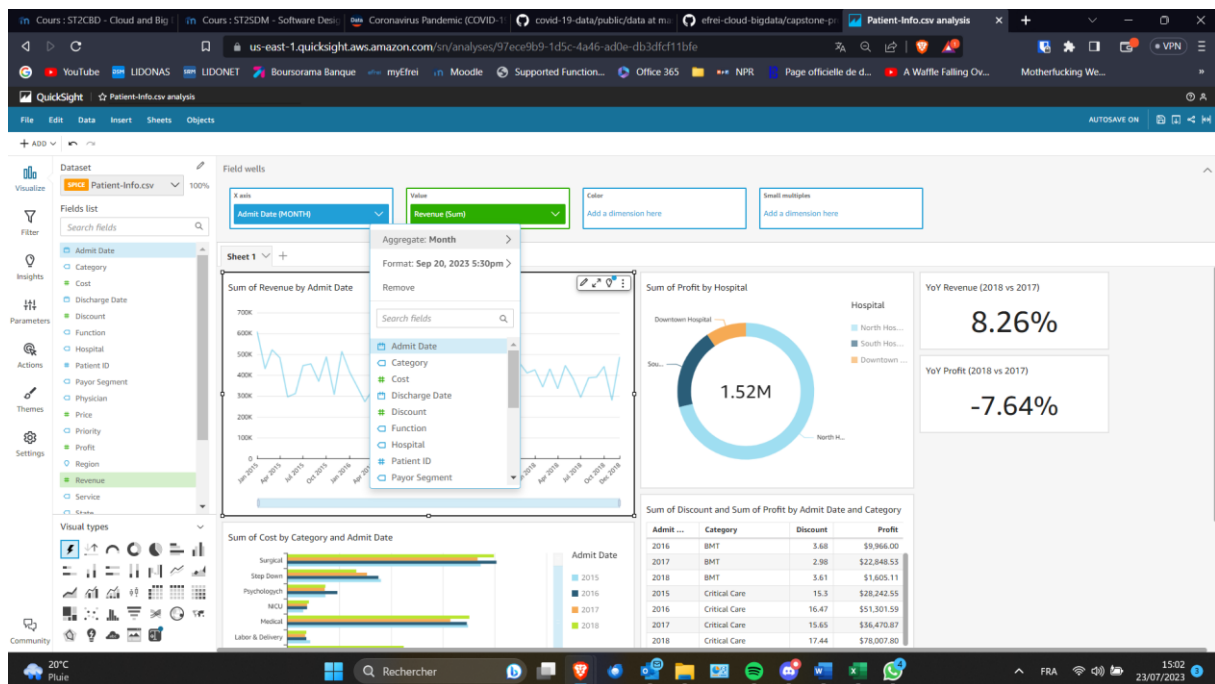 Cours : ST2CBD - Cloud and Big
Cours : ST2SDM - Software Desig
Coronavirus Pandemic (COVID-1
covid-19-data/public/data at ma
efrei-cloud-bigdata/capstone-pr
Patient-Info.csv analysis
us-east-1.quicksight.aws.amazon.com/sn/analyses/97ece9b9-1d5c-4a46-ad0e-db3dfcf11bfe
VPN
YouTube
LIDONAS
LIDONET
Boursorama Banque
myEfrei
Moodle
Supported Function...
Office 365
NPR
Page officielle de d...
A Waffle Falling Ov...
Motherfucking We...
QuickSight
Patient-Info.csv analysis
File Edit Data Insert Sheets Objects
AUTOSAVE ON
+ ADD
Visualize
Filter
Insights
Parameters
Actions
Themes
Settings
Community
Dataset
SPICE Patient-Info.csv
100%
Fields list
Search fields
Admit Date
Category
Cost
Discharge Date
Discount
Function
Hospital
Patient ID
Payor Segment
Physician
Price
Priority
Profit
Region
Revenue
Service
State
Visual types
Field wells
X axis
Admit Date (MONTH)
Value
Revenue (Sum)
Color
Add a dimension here
Small multiples
Add a dimension here
Sheet 1
Aggregate: Month
Format: Sep 20, 2023 5:30pm
Remove
Search fields
Admit Date
Category
Cost
Discharge Date
Discount
Function
Hospital
Patient ID
Payor Segment
Sum of Revenue by Admit Date
700K
600K
500K
400K
300K
200K
100K
0
Jan 2015
Apr 2015
Jul 2015
Oct 2015
Jan 2016
Apr 2018
Jul 2018
Oct 2018
Dec 2018
Sum of Profit by Hospital
Downtown Hospital
Sou...
1.52M
North H...
Hospital
North Hos...
South Hos...
Downtown ...
YoY Revenue (2018 vs 2017)
8.26%
YoY Profit (2018 vs 2017)
-7.64%
Sum of Cost by Category and Admit Date
Surgical
Step Down
Psychologych
NICU
Medical
Labor & Delivery
Admit Date
2015
2016
2017
2018
Sum of Discount and Sum of Profit by Admit Date and Category
Admit ... Category Discount Profit
2016 BMT 3.68 $9,966.00
2017 BMT 2.98 $22,848.53
2018 BMT 3.61 $1,605.11
2015 Critical Care 15.3 $28,242.55
2016 Critical Care 16.47 $51,301.59
2017 Critical Care 15.65 $36,470.87
2018 Critical Care 17.44 $78,007.80
20°C
Pluie
Rechercher
FRA
15:02
23/07/2023